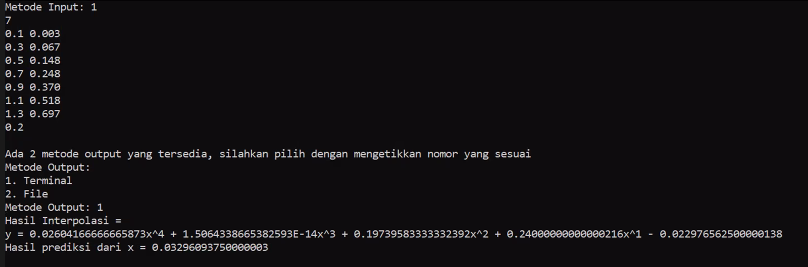 Metode Input: 1
7
0.1 0.003
0.3 0.067
0.5 0.148
0.7 0.248
0.9 0.370
1.1 0.518
1.3 0.697
0.2
Ada 2 metode output yang tersedia, silahkan pilih dengan mengetikkan nomor yang sesuai
Metode Output:
1. Terminal
2. File
Metode Output: 1
Hasil Interpolasi =
y = 0.02604166666665873x^4 + 1.5064338665382593E-14x^3 + 0.19739583333332392x^2 + 0.24000000000000216x^1 - 0.022976562500000138
Hasil prediksi dari x = 0.03296093750000003